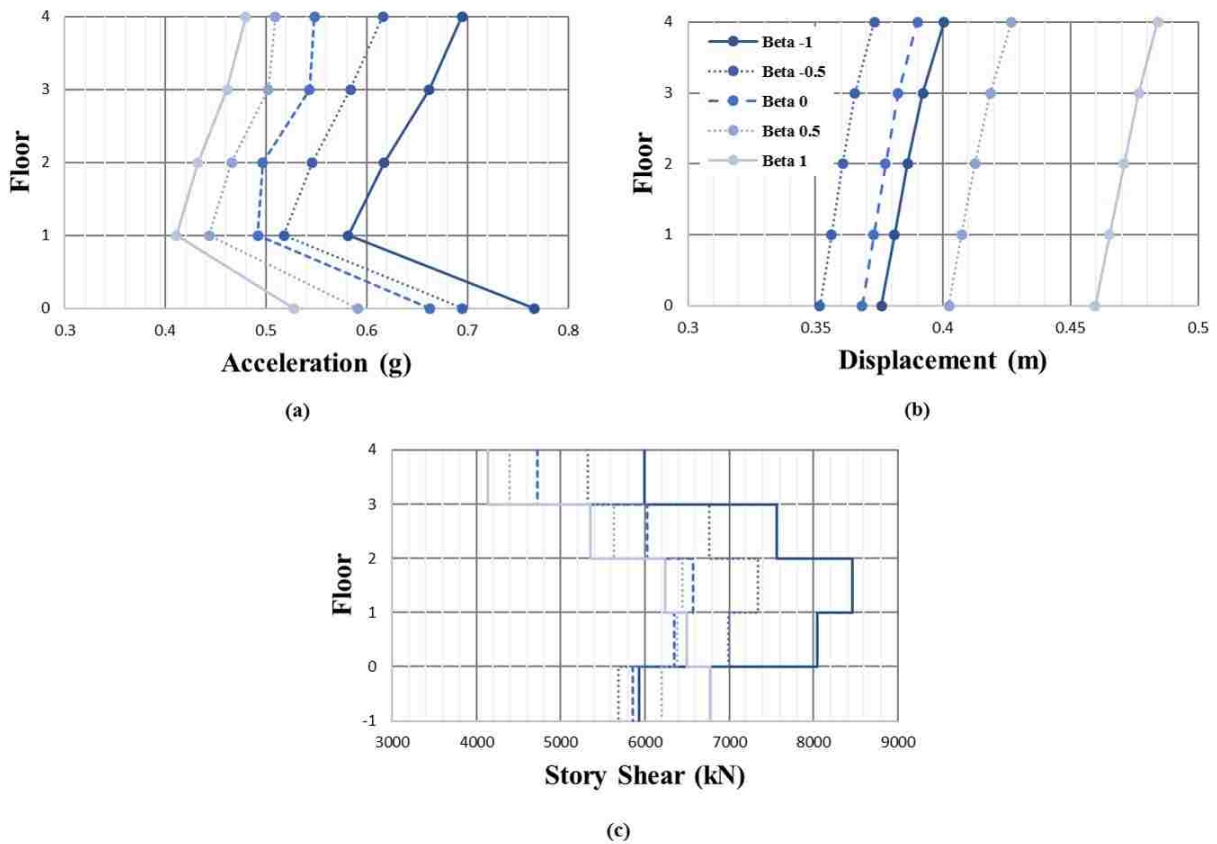 4
3
2
1
0
Floor
0.3 0.4 0.5 0.6 0.7 0.8
Acceleration (g)
(a)
4
3
2
1
0
Floor
Beta -1
Beta -0.5
Beta 0
Beta 0.5
Beta 1
0.3 0.35 0.4 0.45 0.5
Displacement (m)
(b)
4
3
2
1
0
-1
Floor
3000 4000 5000 6000 7000 8000 9000
Story Shear (kN)
(c)